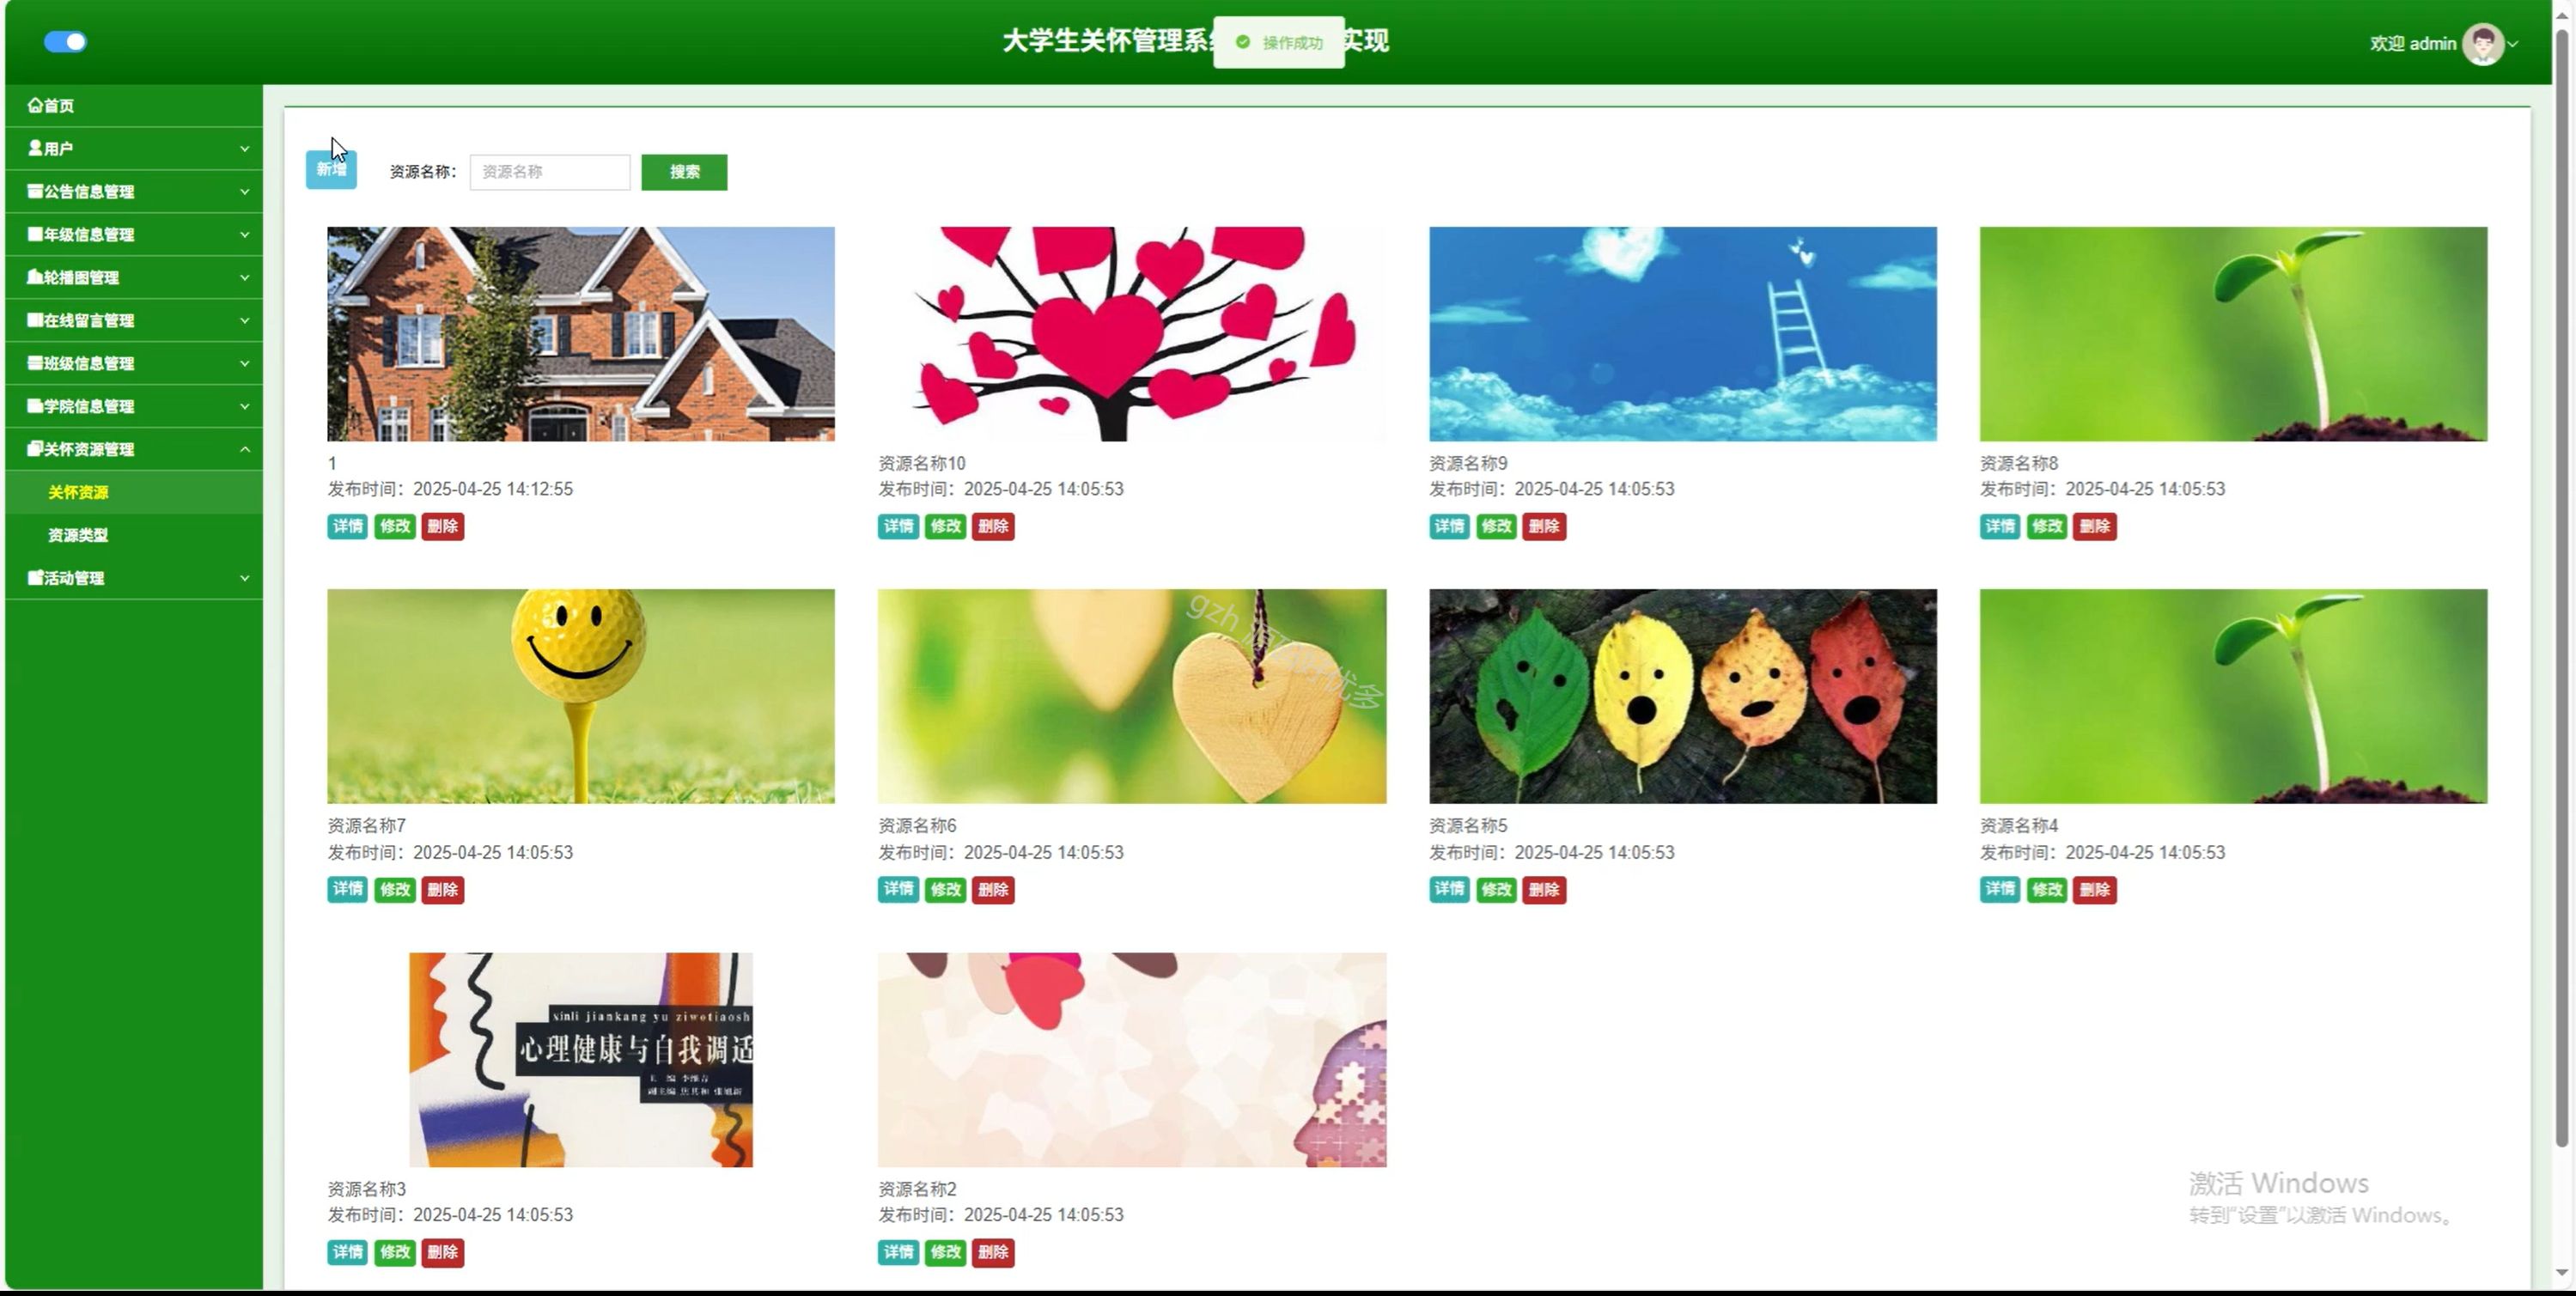 大学生关怀管理系
操作成功
实现
欢迎 admin
首页
用户
公告信息管理
年级信息管理
轮播图管理
在线留言管理
班级信息管理
学院信息管理
关怀资源管理
关怀资源
资源类型
活动管理
新增
资源名称：
资源名称
搜索
1
发布时间：2025-04-25 14:12:55
详情 修改 删除
资源名称10
发布时间：2025-04-25 14:05:53
详情 修改 删除
资源名称9
发布时间：2025-04-25 14:05:53
详情 修改 删除
资源名称8
发布时间：2025-04-25 14:05:53
详情 修改 删除
资源名称7
发布时间：2025-04-25 14:05:53
详情 修改 删除
gzh
优多
资源名称6
发布时间：2025-04-25 14:05:53
详情 修改 删除
资源名称5
发布时间：2025-04-25 14:05:53
详情 修改 删除
资源名称4
发布时间：2025-04-25 14:05:53
详情 修改 删除
xinli jiankang yu ziwotiaosh
心理健康与自我调适
资源名称3
发布时间：2025-04-25 14:05:53
详情 修改 删除
资源名称2
发布时间：2025-04-25 14:05:53
详情 修改 删除
激活 Windows
转到“设置”以激活 Windows。